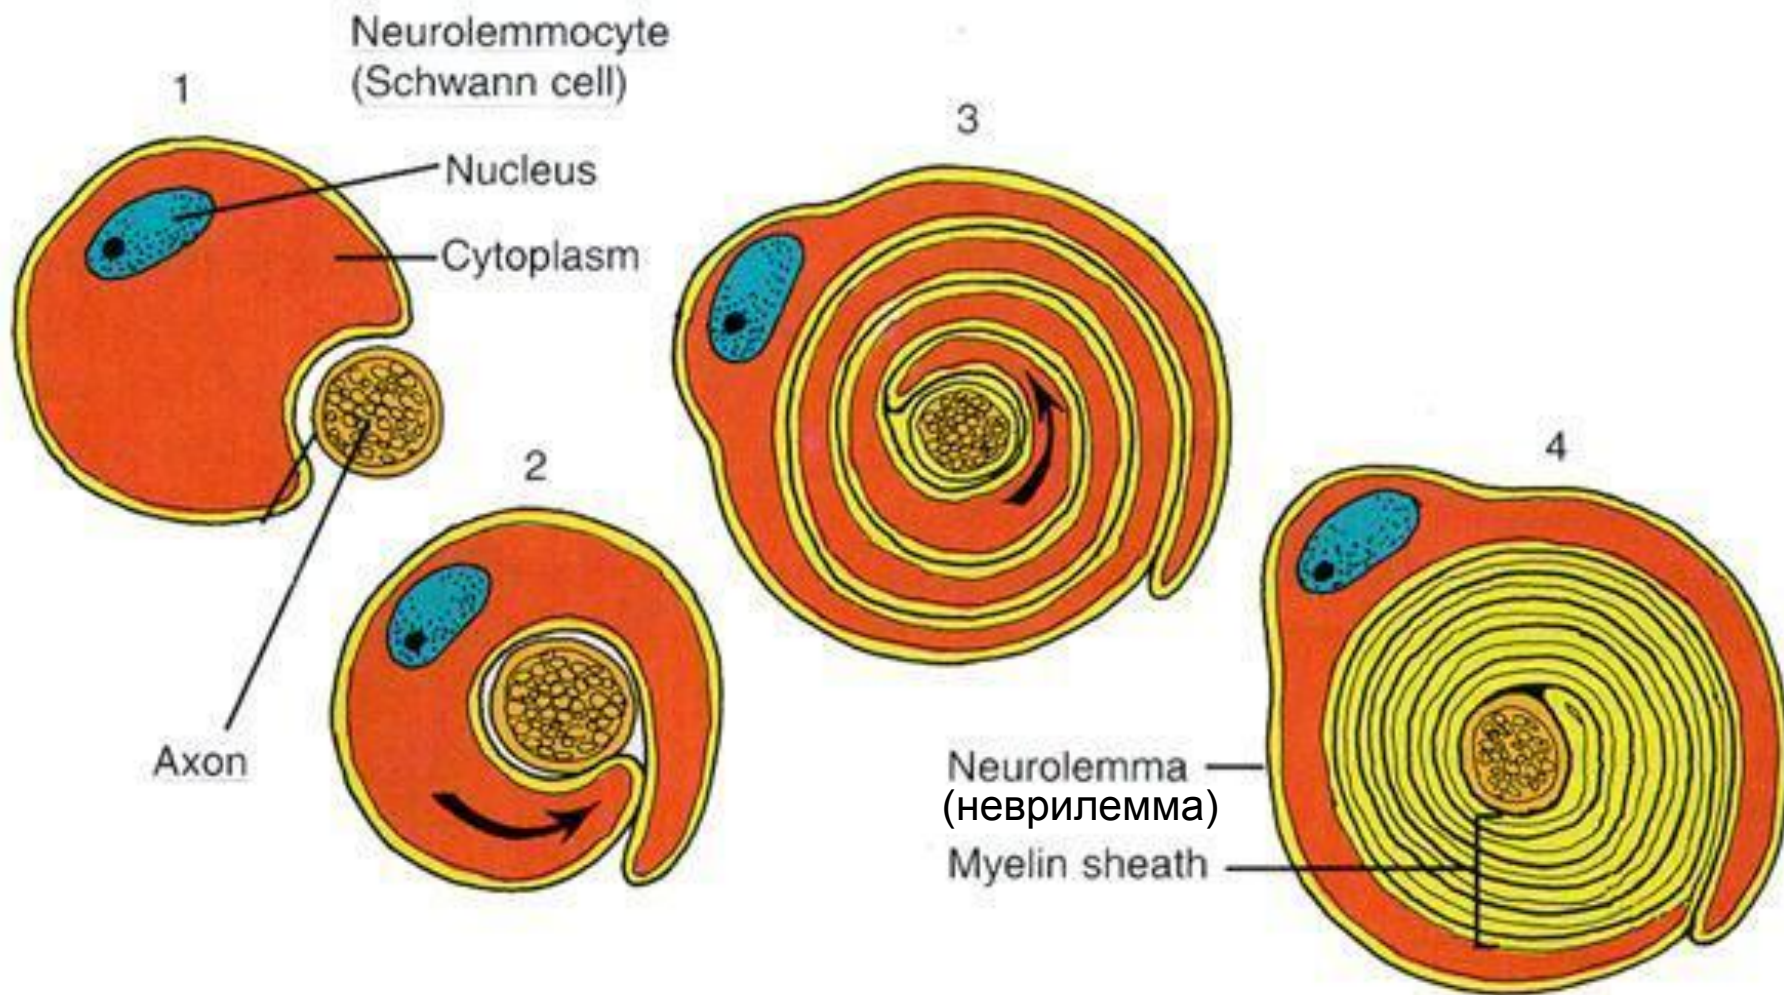 Neurolemmocyte
(Schwann cell)
1
Nucleus
Cytoplasm
3
2
4
Axon
Neurolemma
(неврилемма)
Myelin sheath